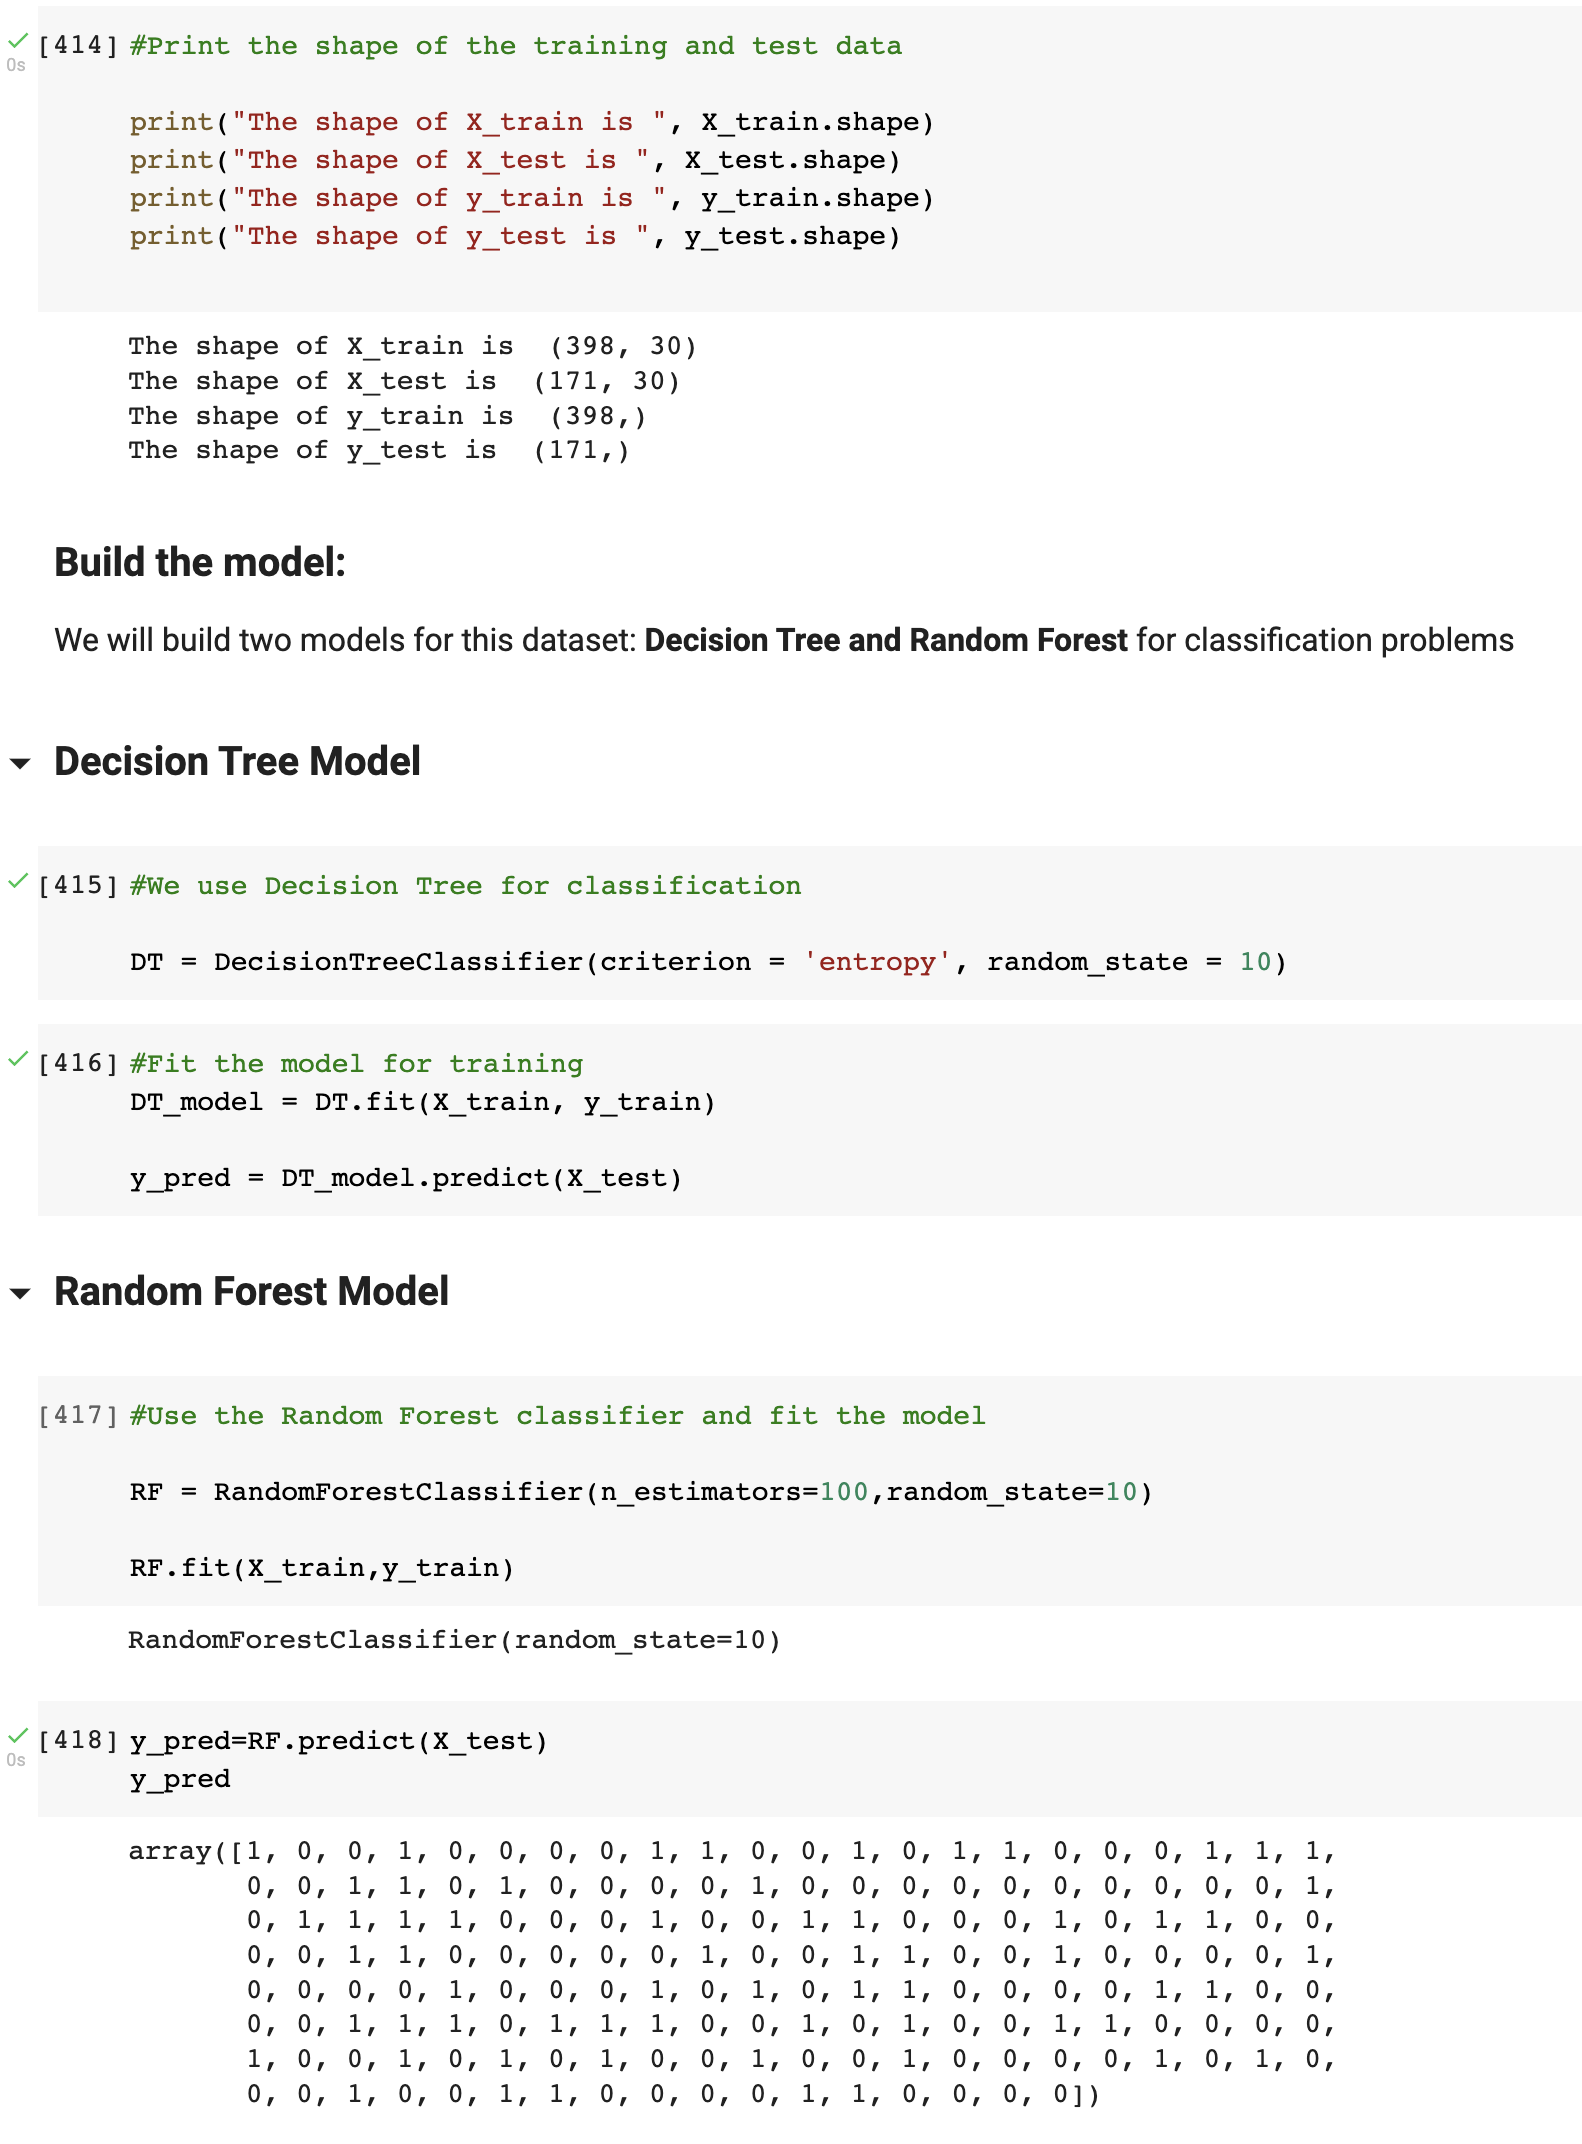 [414] #Print the shape of the training and test data
0s
print("The shape of X_train is ", X_train.shape)
print("The shape of X_test is ", X_test.shape)
print("The shape of y_train is ", y_train.shape)
print("The shape of y_test is ", y_test.shape)
The shape of X_train is  (398, 30)
The shape of X_test is  (171, 30)
The shape of y_train is  (398,)
The shape of y_test is  (171,)
Build the model:
We will build two models for this dataset: Decision Tree and Random Forest for classification problems
Decision Tree Model
[415] #We use Decision Tree for classification
DT = DecisionTreeClassifier(criterion = 'entropy', random_state = 10)
[416] #Fit the model for training
DT_model = DT.fit(X_train, y_train)
y_pred = DT_model.predict(X_test)
Random Forest Model
[417] #Use the Random Forest classifier and fit the model
RF = RandomForestClassifier(n_estimators=100,random_state=10)
RF.fit(X_train,y_train)
RandomForestClassifier(random_state=10)
[418] y_pred=RF.predict(X_test)
0s
y_pred
array([1, 0, 0, 1, 0, 0, 0, 0, 1, 1, 0, 0, 1, 0, 1, 1, 0, 0, 0, 1, 1, 1,
0, 0, 1, 1, 0, 1, 0, 0, 0, 0, 1, 0, 0, 0, 0, 0, 0, 0, 0, 1,
0, 1, 1, 1, 1, 0, 0, 0, 1, 0, 0, 1, 1, 0, 0, 0, 1, 0, 1, 1, 0, 0,
0, 0, 1, 1, 0, 0, 0, 0, 0, 1, 0, 0, 1, 1, 0, 0, 1, 0, 0, 0, 0, 1,
0, 0, 0, 0, 1, 0, 0, 0, 1, 0, 1, 0, 1, 1, 0, 0, 0, 0, 1, 1, 0, 0,
0, 0, 1, 1, 1, 0, 1, 1, 1, 0, 0, 1, 0, 1, 0, 0, 1, 1, 0, 0, 0, 0,
1, 0, 0, 1, 0, 1, 0, 1, 0, 0, 1, 0, 0, 1, 0, 0, 0, 0, 1, 0, 1, 0,
0, 0, 1, 0, 0, 1, 1, 0, 0, 0, 0, 1, 1, 0, 0, 0, 0])